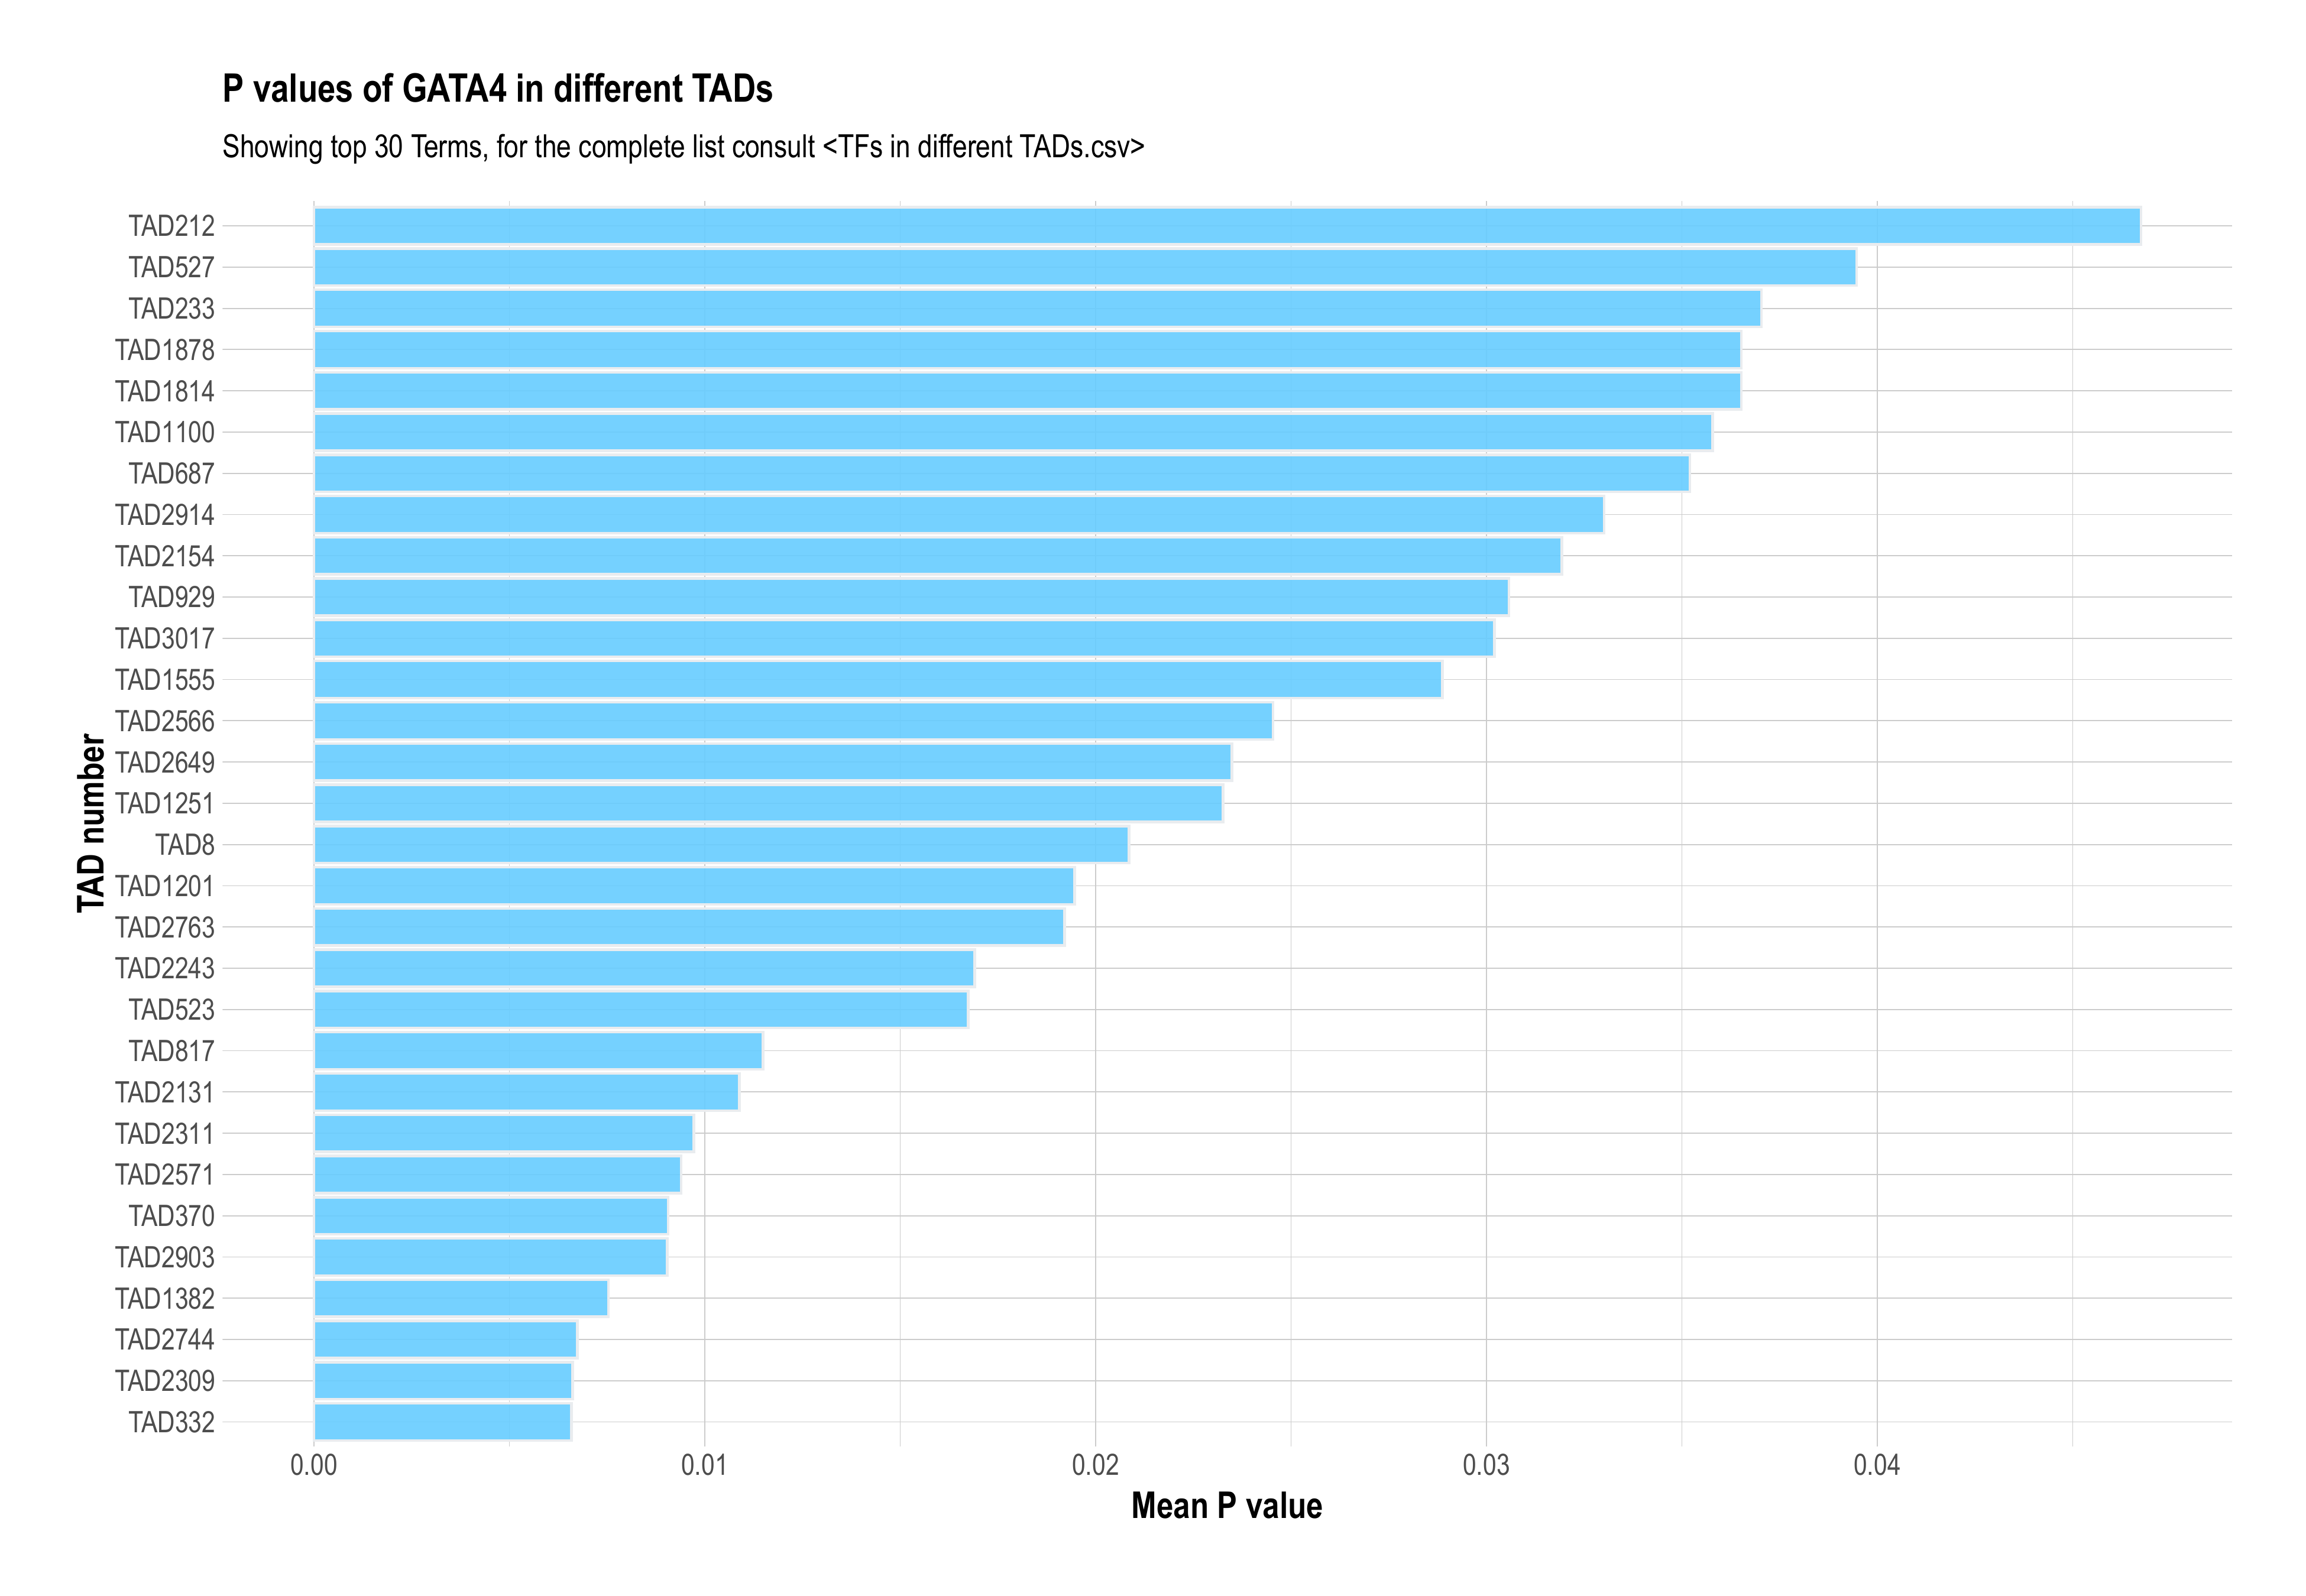 P values of GATA4 in different TADs
Showing top 30 Terms, for the complete list consult <TFs in different TADs.csv>
TAD number
TAD212
TAD527
TAD233
TAD1878
TAD1814
TAD1100
TAD687
TAD2914
TAD2154
TAD929
TAD3017
TAD1555
TAD2566
TAD2649
TAD1251
TAD8
TAD1201
TAD2763
TAD2243
TAD523
TAD817
TAD2131
TAD2311
TAD2571
TAD370
TAD2903
TAD1382
TAD2744
TAD2309
TAD332
0.00 0.01 0.02 0.03 0.04
Mean P value